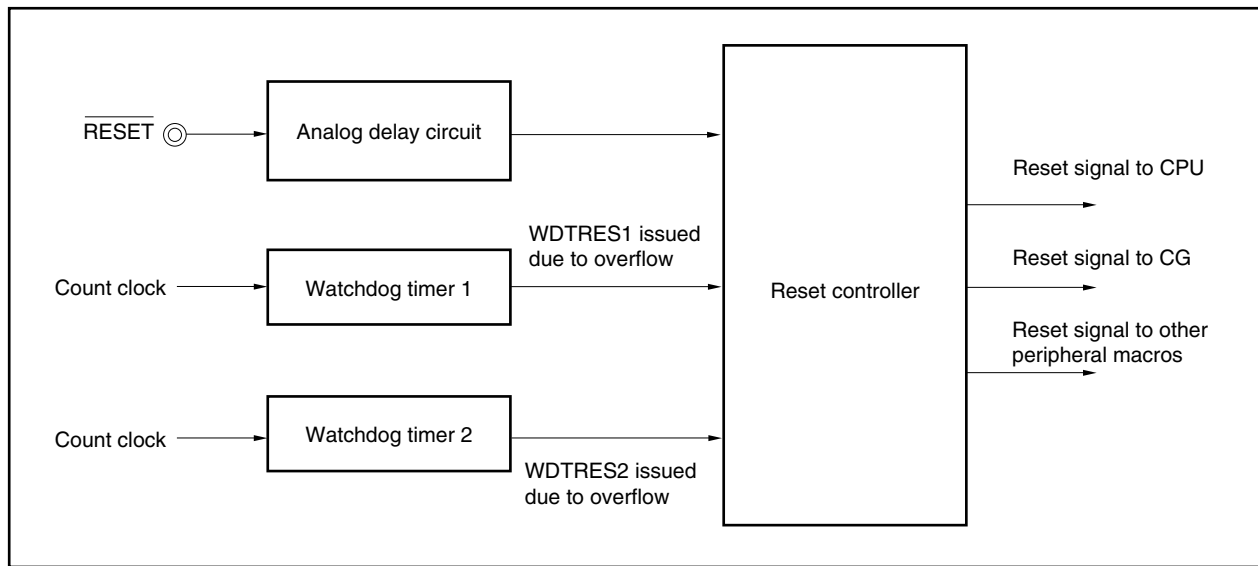 RESET
Analog delay circuit
Reset signal to CPU
WDTRES1 issued
due to overflow
Reset signal to CG
Count clock
Watchdog timer 1
Reset controller
Reset signal to other
peripheral macros
Count clock
Watchdog timer 2
WDTRES2 issued
due to overflow